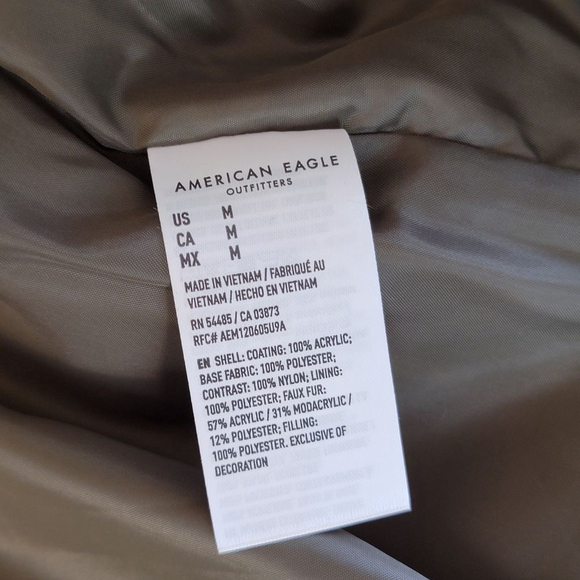 AMERICAN EAGLE
OUTFITTERS
US M
CA M
MX M
MADE IN VIETNAM / FABRIQUÉ AU
VIETNAM / HECHO EN VIETNAM
RN 54485 / CA 03873
RFC# AEM120605U9A
EN SHELL: COATING: 100% ACRYLIC;
BASE FABRIC: 100% POLYESTER;
CONTRAST: 100% NYLON; LINING:
100% POLYESTER; FAUX FUR:
57% ACRYLIC / 31% MODACRYLIC /
12% POLYESTER; FILLING:
100% POLYESTER. EXCLUSIVE OF
DECORATION